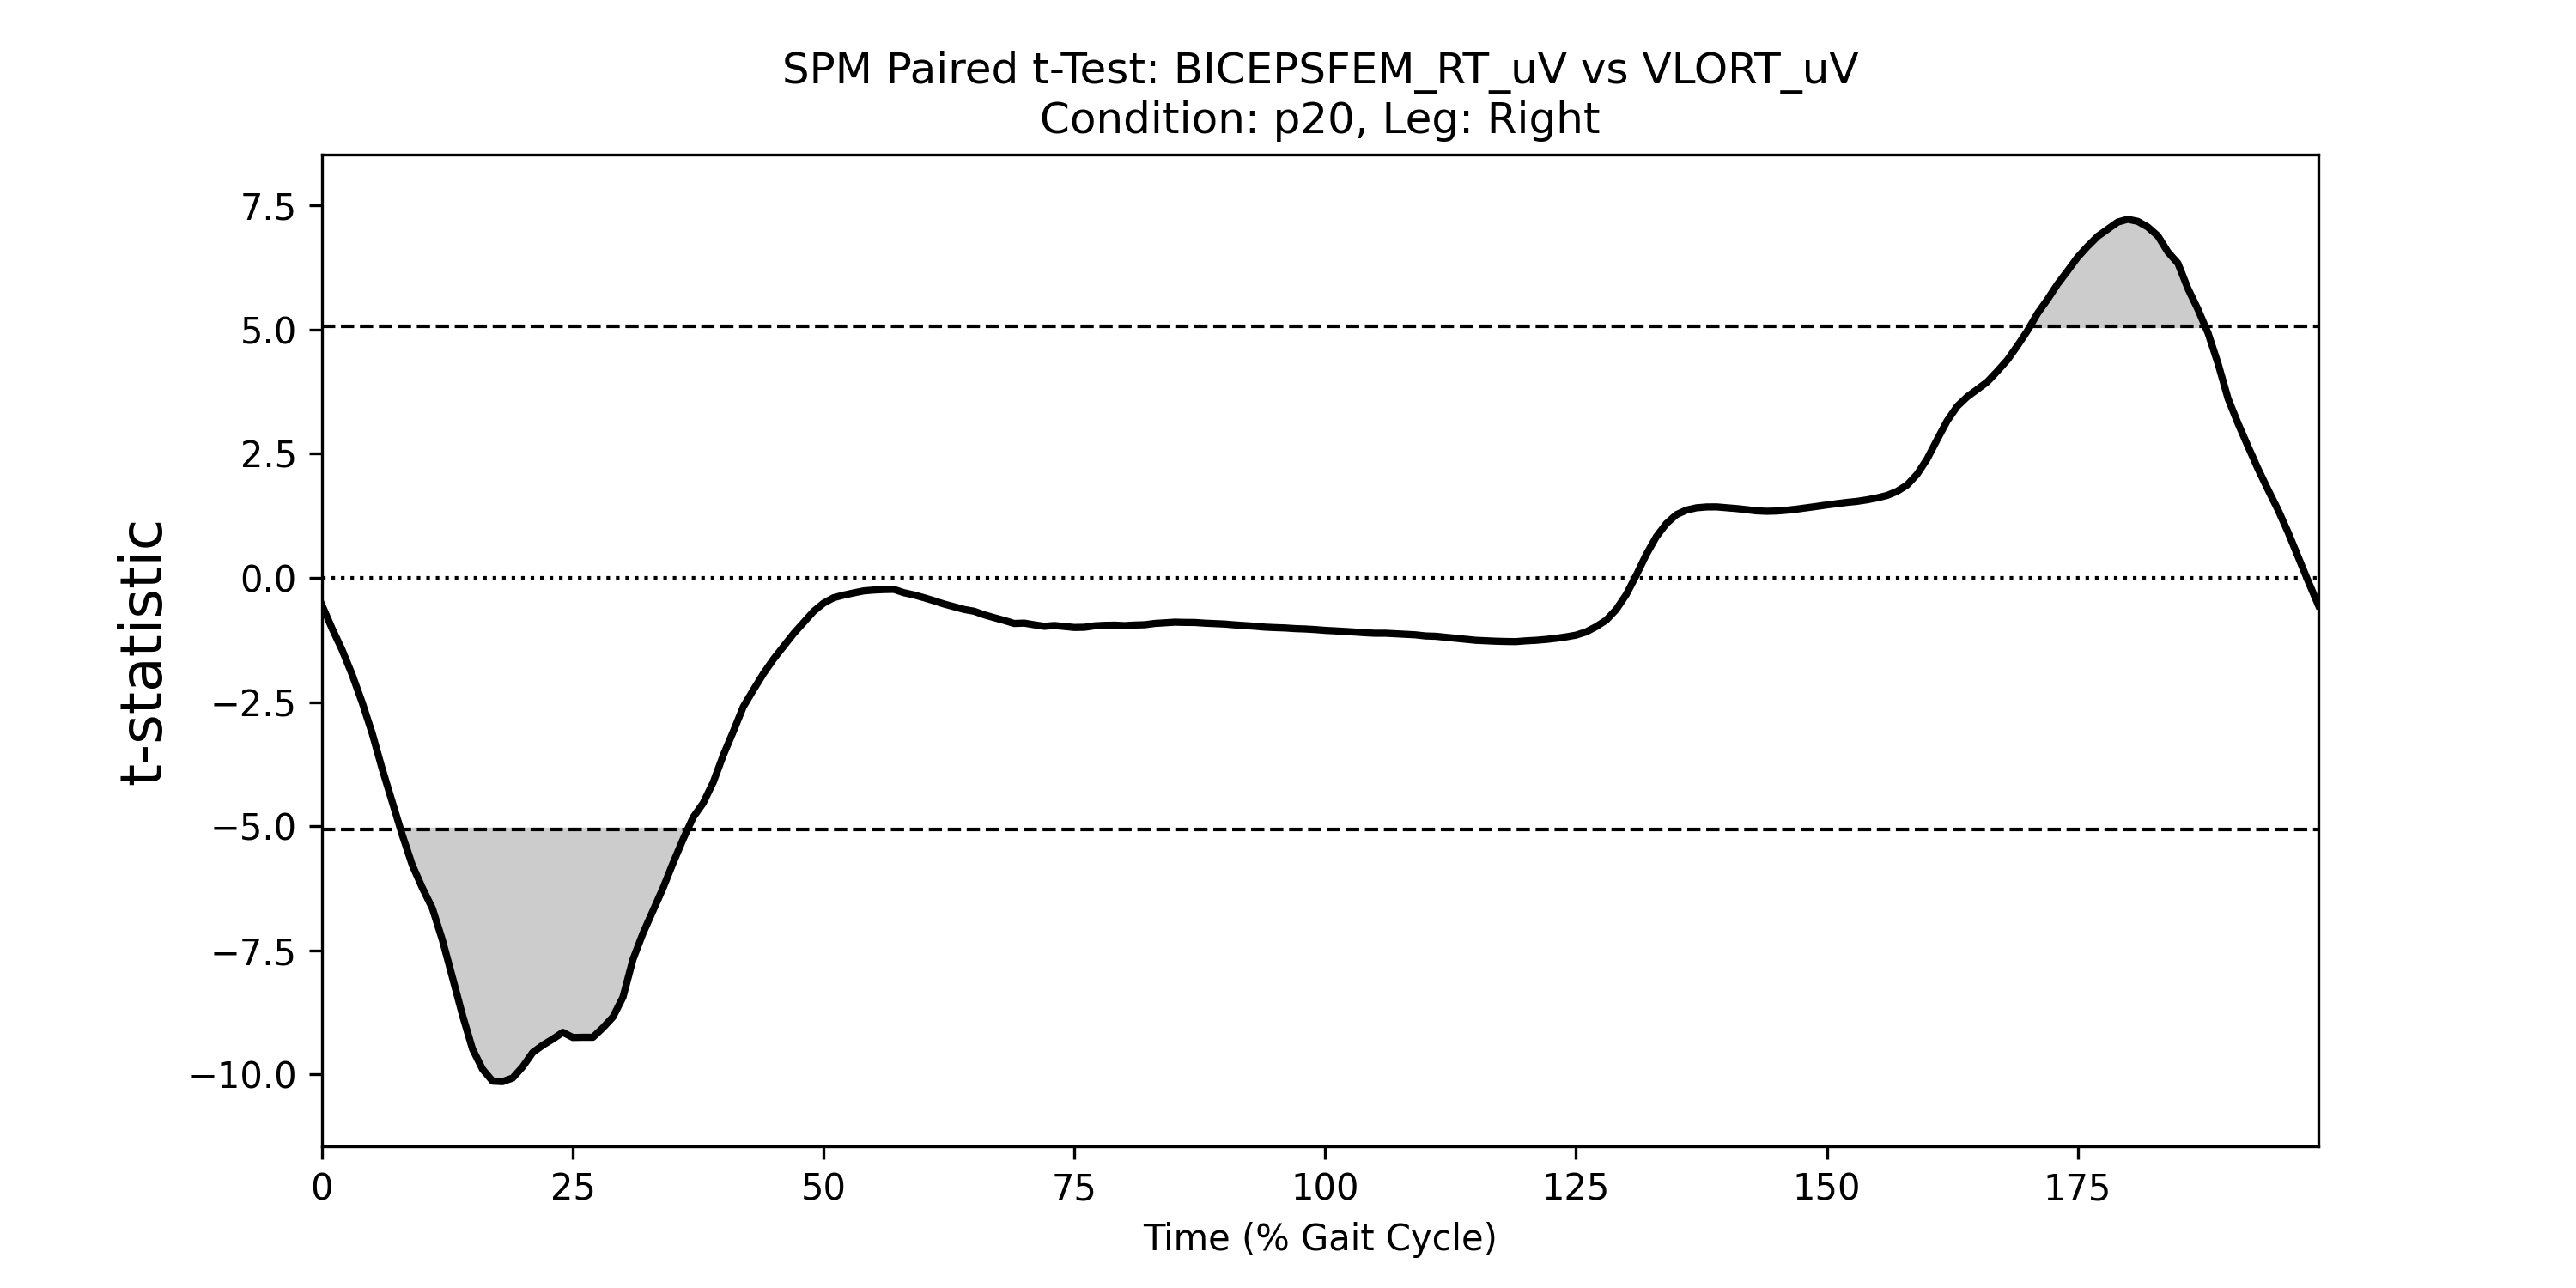 SPM Paired t-Test: BICEPSFEM_RT_uV vs VLORT_uV
Condition: p20, Leg: Right
t-statistic
7.5
5.0
2.5
0.0
−2.5
−5.0
−7.5
−10.0
0 25 50 75 100 125 150 175
Time (% Gait Cycle)